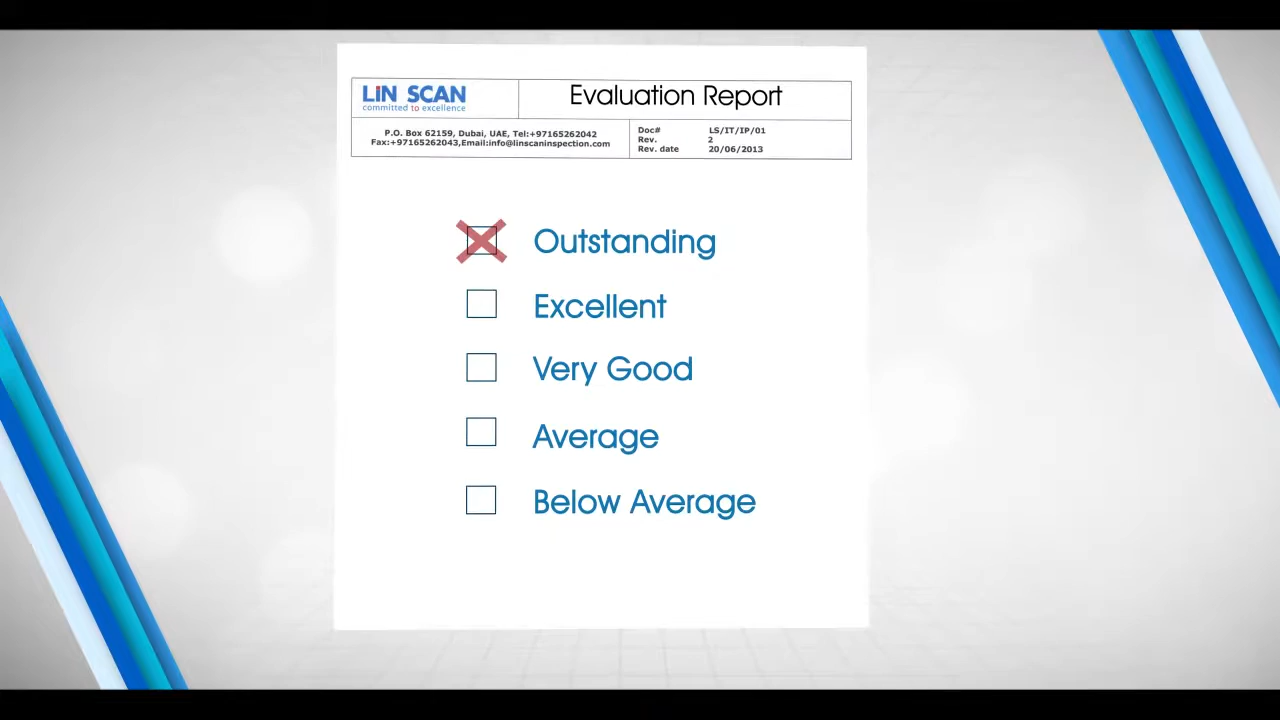 LIN SCAN
committed to excellence
Evaluation Report
P.O. Box 62159, Dubai, UAE, Tel:+97165262042
Fax:+97165262043,Email:info@linscaninspection.com
Doc# LS/IT/IP/01
Rev. 2
Rev. date 20/06/2013
Outstanding
Excellent
Very Good
Average
Below Average